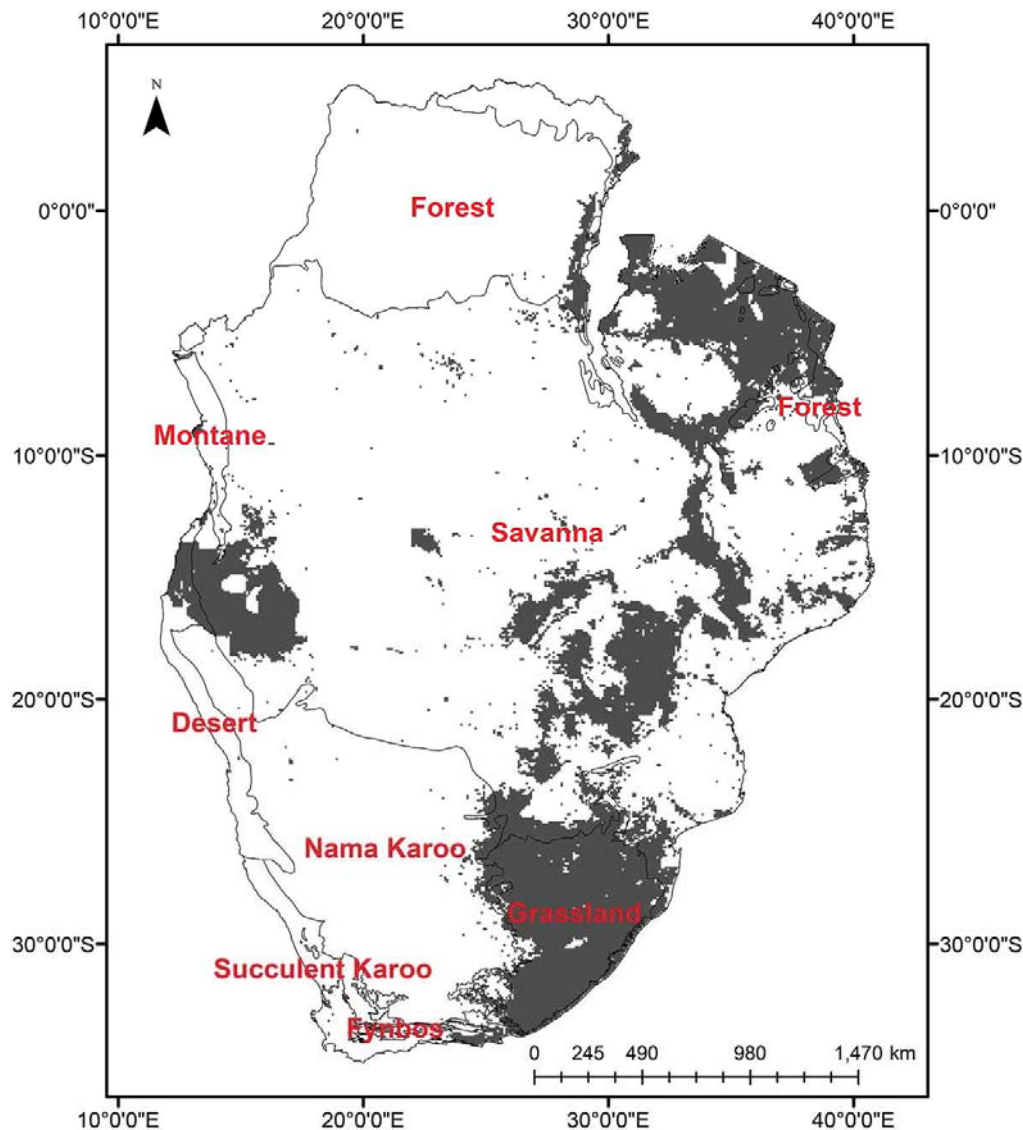 10°0'0"E 20°0'0"E 30°0'0"E 40°0'0"E
N
Forest
0°0'0" 0°0'0"
Forest
Montane
10°0'0"S 10°0'0"S
Savanna
20°0'0"S 20°0'0"S
Desert
Nama Karoo
Grassland
30°0'0"S 30°0'0"S
Succulent Karoo
Fynbos
0 245 490 980 1,470 km
10°0'0"E 20°0'0"E 30°0'0"E 40°0'0"E